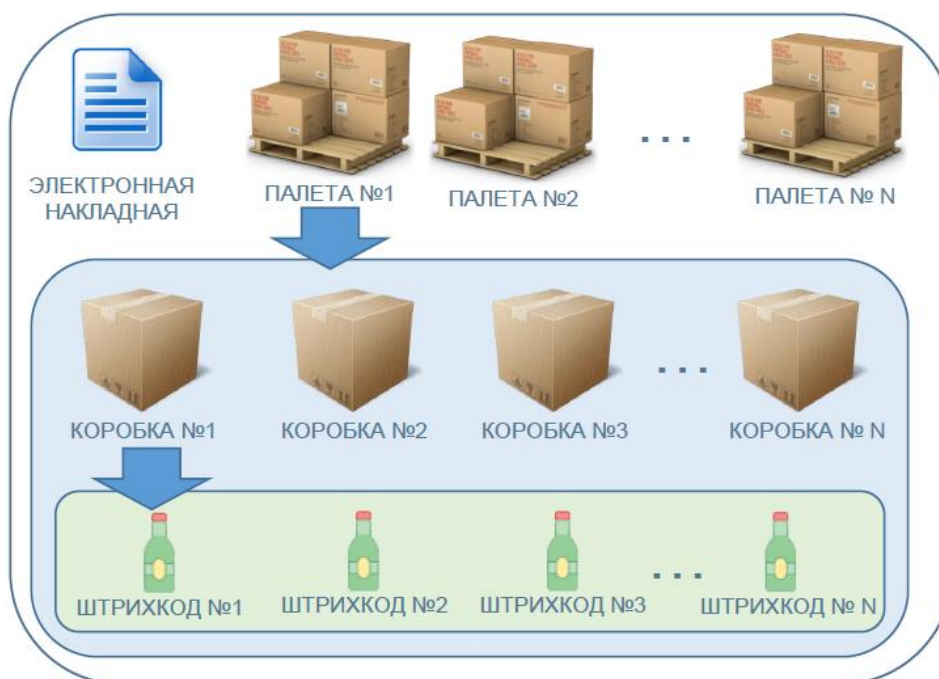 ЭЛЕКТРОННАЯ
НАКЛАДНАЯ
ПАЛЕТА №1
ПАЛЕТА №2
...
ПАЛЕТА № N
КОРОБКА №1
КОРОБКА №2
КОРОБКА №3
...
КОРОБКА № N
ШТРИХКОД №1
ШТРИХКОД №2
ШТРИХКОД №3
...
ШТРИХКОД № N